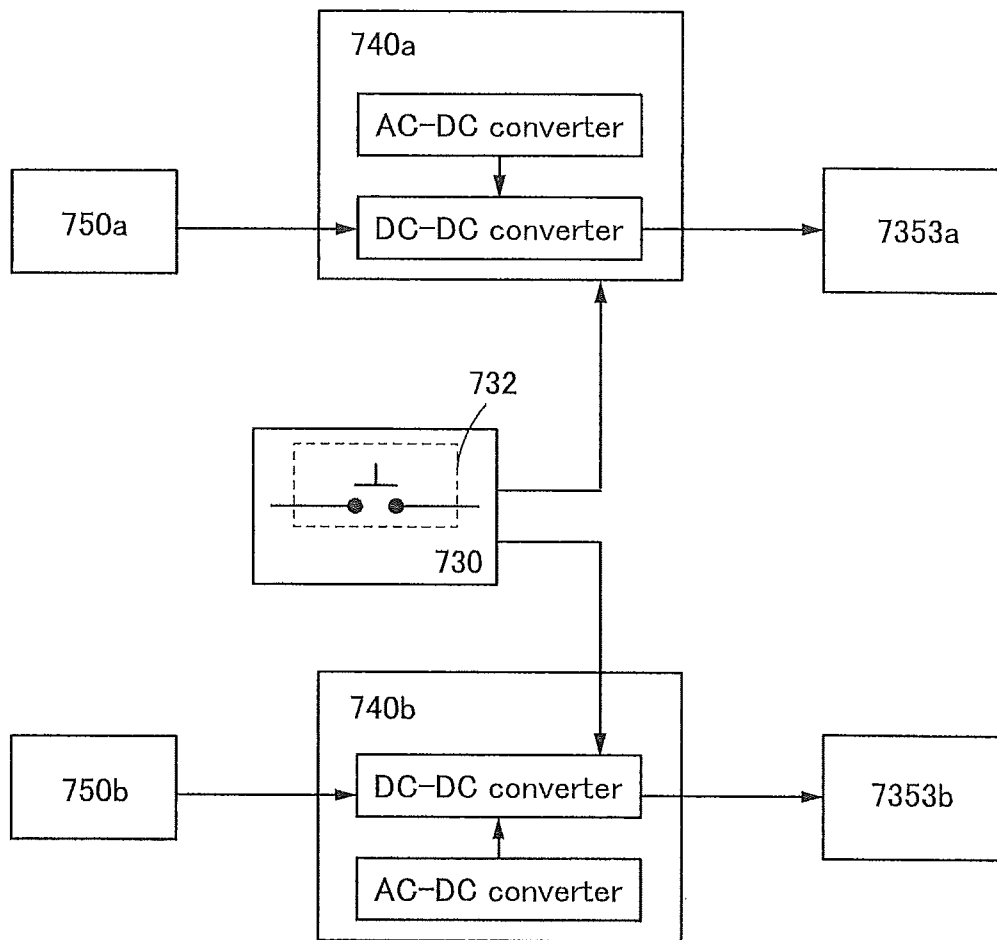 740a
AC-DC converter
750a
DC-DC converter
7353a
732
730
740b
750b
DC-DC converter
7353b
AC-DC converter